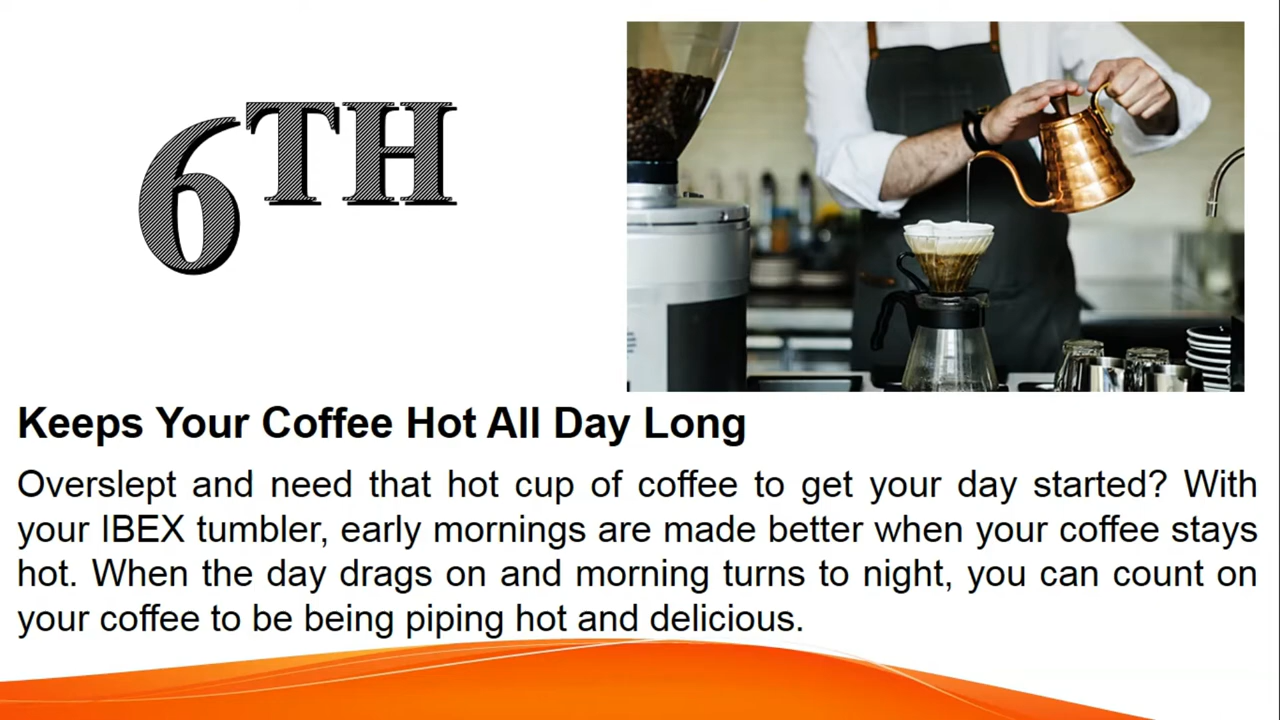 6TH
Keeps Your Coffee Hot All Day Long
Overslept and need that hot cup of coffee to get your day started? With
your IBEX tumbler, early mornings are made better when your coffee stays
hot. When the day drags on and morning turns to night, you can count on
your coffee to be being piping hot and delicious.